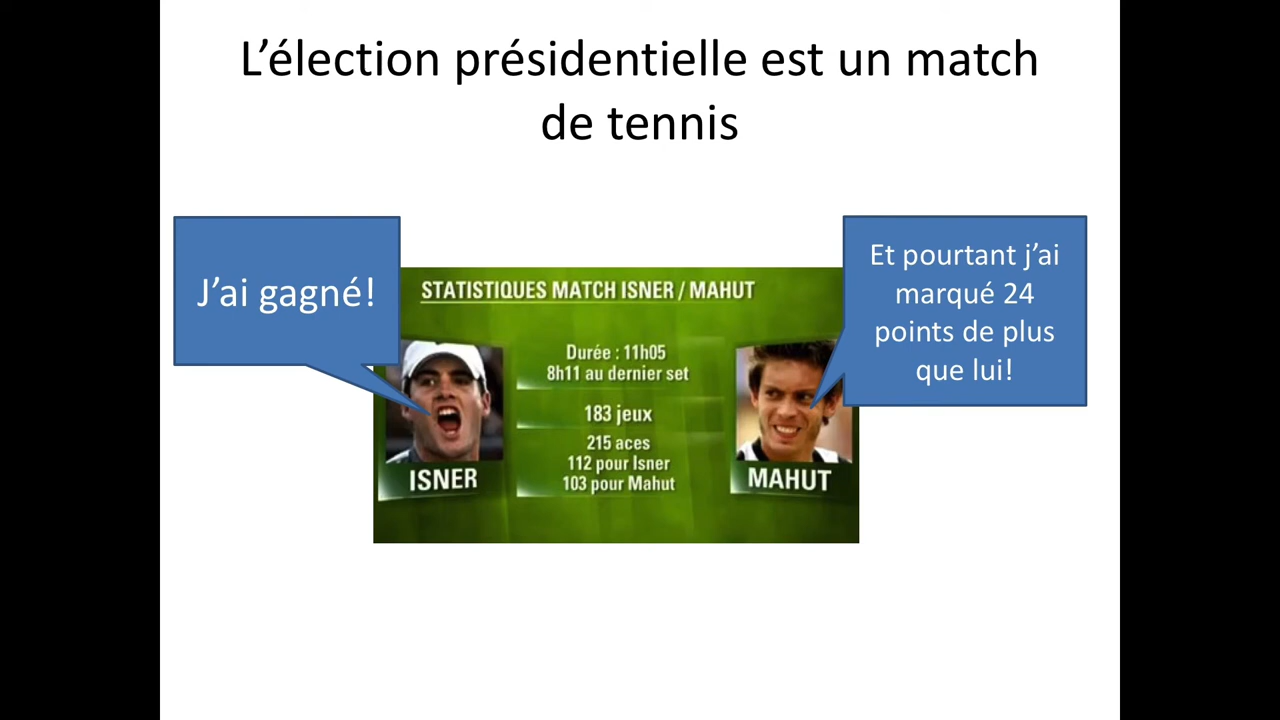 L’élection présidentielle est un match
de tennis
J’ai gagné!
Et pourtant j’ai
marqué 24
points de plus
que lui!
STATISTIQUES MATCH ISNER / MAHUT
Durée : 11h05
8h11 au dernier set
183 jeux
215 aces
112 pour Isner
103 pour Mahut
ISNER
MAHUT